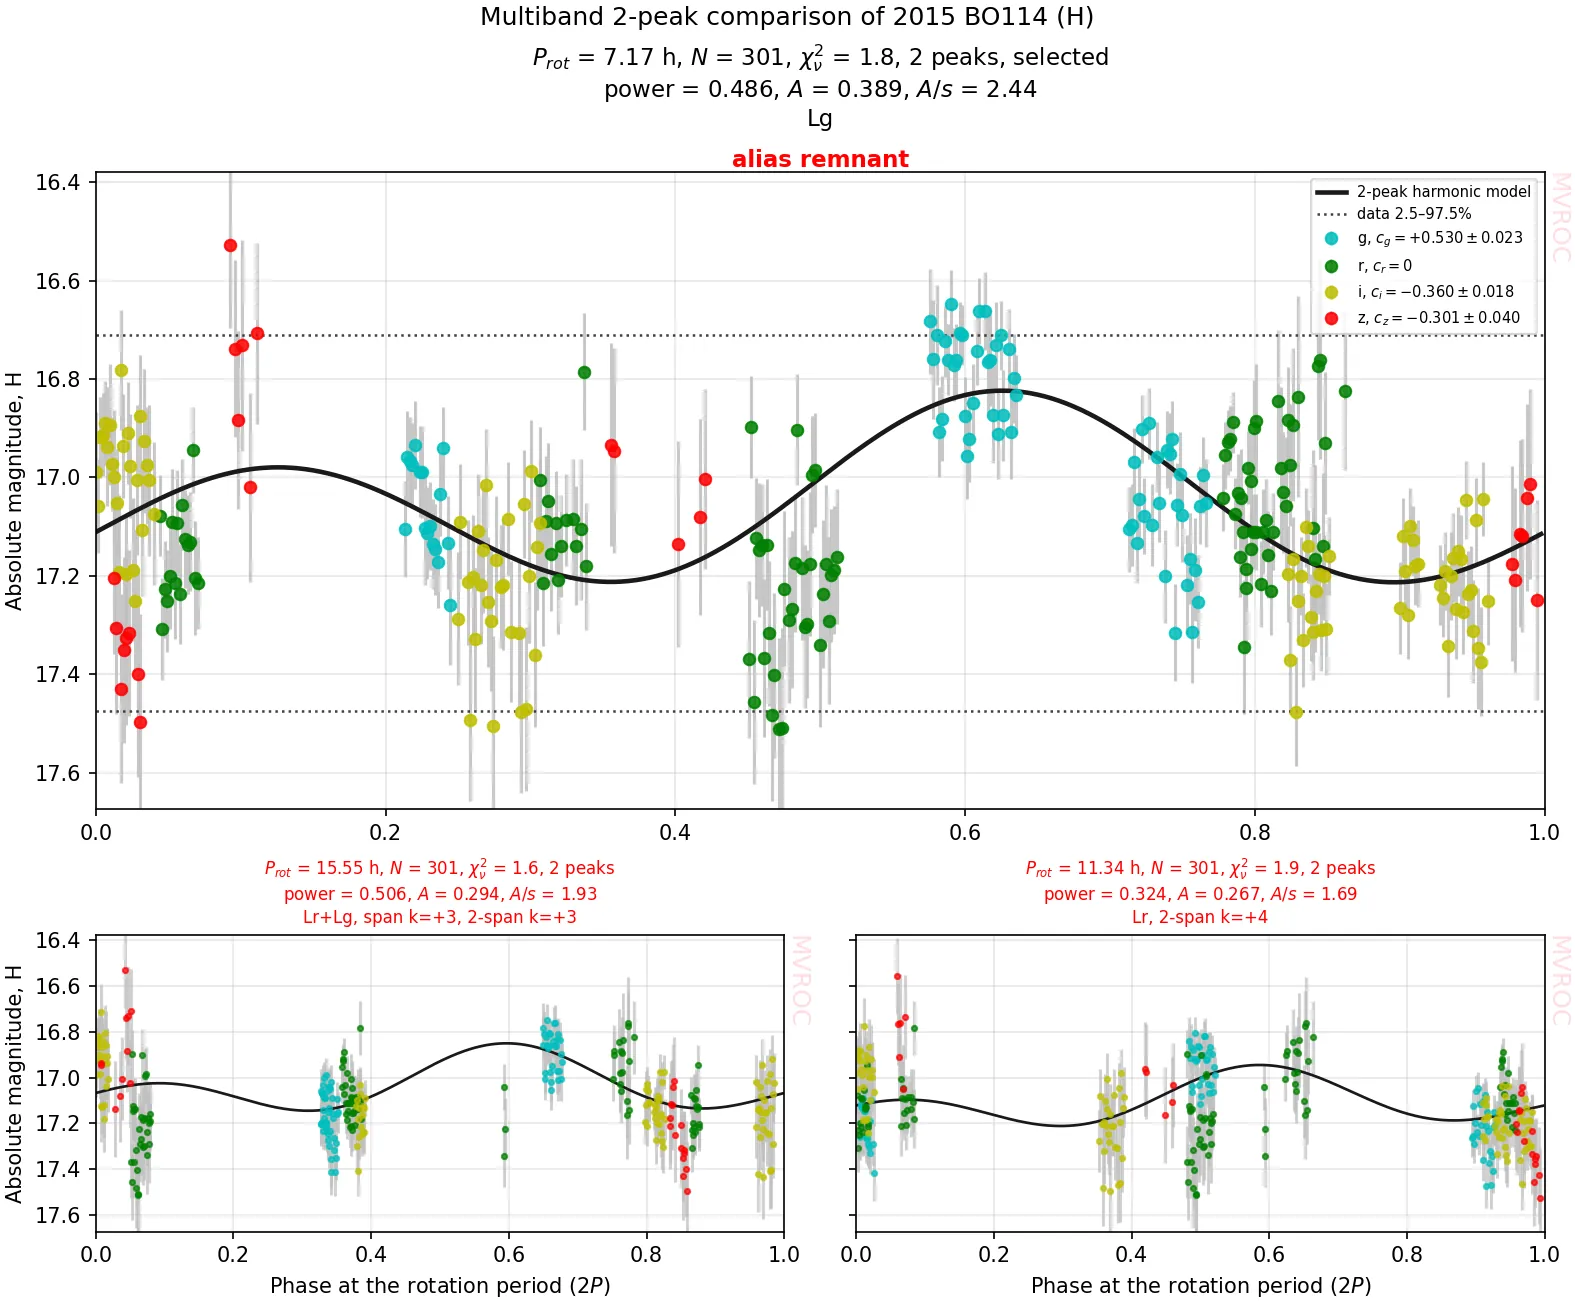 Multiband 2-peak comparison of 2015 BO114 (H)
P_rot = 7.17 h, N = 301, χ²_ν = 1.8, 2 peaks, selected
power = 0.486, A = 0.389, A/s = 2.44
Lg
alias remnant
2-peak harmonic model
data 2.5–97.5%
g, c_g = +0.530 ± 0.023
r, c_r = 0
i, c_i = −0.360 ± 0.018
z, c_z = −0.301 ± 0.040
MVROC
Absolute magnitude, H
16.4
16.6
16.8
17.0
17.2
17.4
17.6
0.0 0.2 0.4 0.6 0.8 1.0
P_rot = 15.55 h, N = 301, χ²_ν = 1.6, 2 peaks
power = 0.506, A = 0.294, A/s = 1.93
Lr+Lg, span k=+3, 2-span k=+3
MVROC
Absolute magnitude, H
16.4
16.6
16.8
17.0
17.2
17.4
17.6
0.0 0.2 0.4 0.6 0.8 1.0
Phase at the rotation period (2P)
P_rot = 11.34 h, N = 301, χ²_ν = 1.9, 2 peaks
power = 0.324, A = 0.267, A/s = 1.69
Lr, 2-span k=+4
MVROC
0.0 0.2 0.4 0.6 0.8 1.0
Phase at the rotation period (2P)